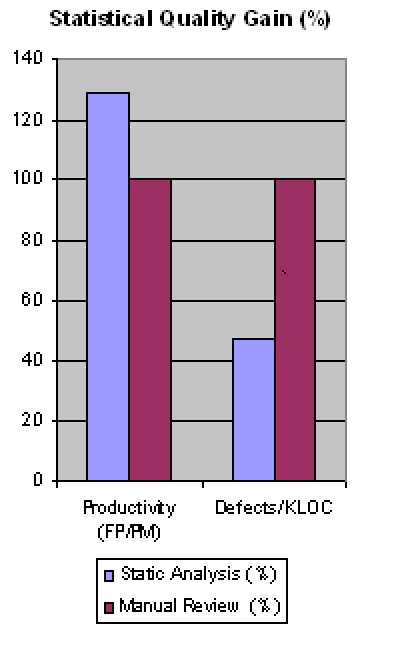 Statistical Quality Gain (%)
140
120
100
80
60
40
20
0
Productivity Defects/KLOC
(FP/PM)
Static Analysis (%)
Manual Review (%)